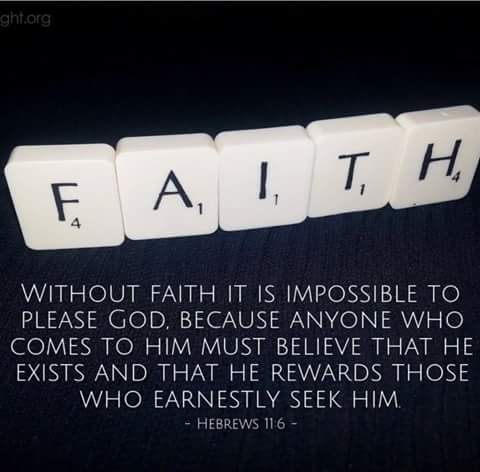 ght.org
F4 A1 I1 T1 H4
WITHOUT FAITH IT IS IMPOSSIBLE TO
PLEASE GOD, BECAUSE ANYONE WHO
COMES TO HIM MUST BELIEVE THAT HE
EXISTS AND THAT HE REWARDS THOSE
WHO EARNESTLY SEEK HIM.
- HEBREWS 11:6 -